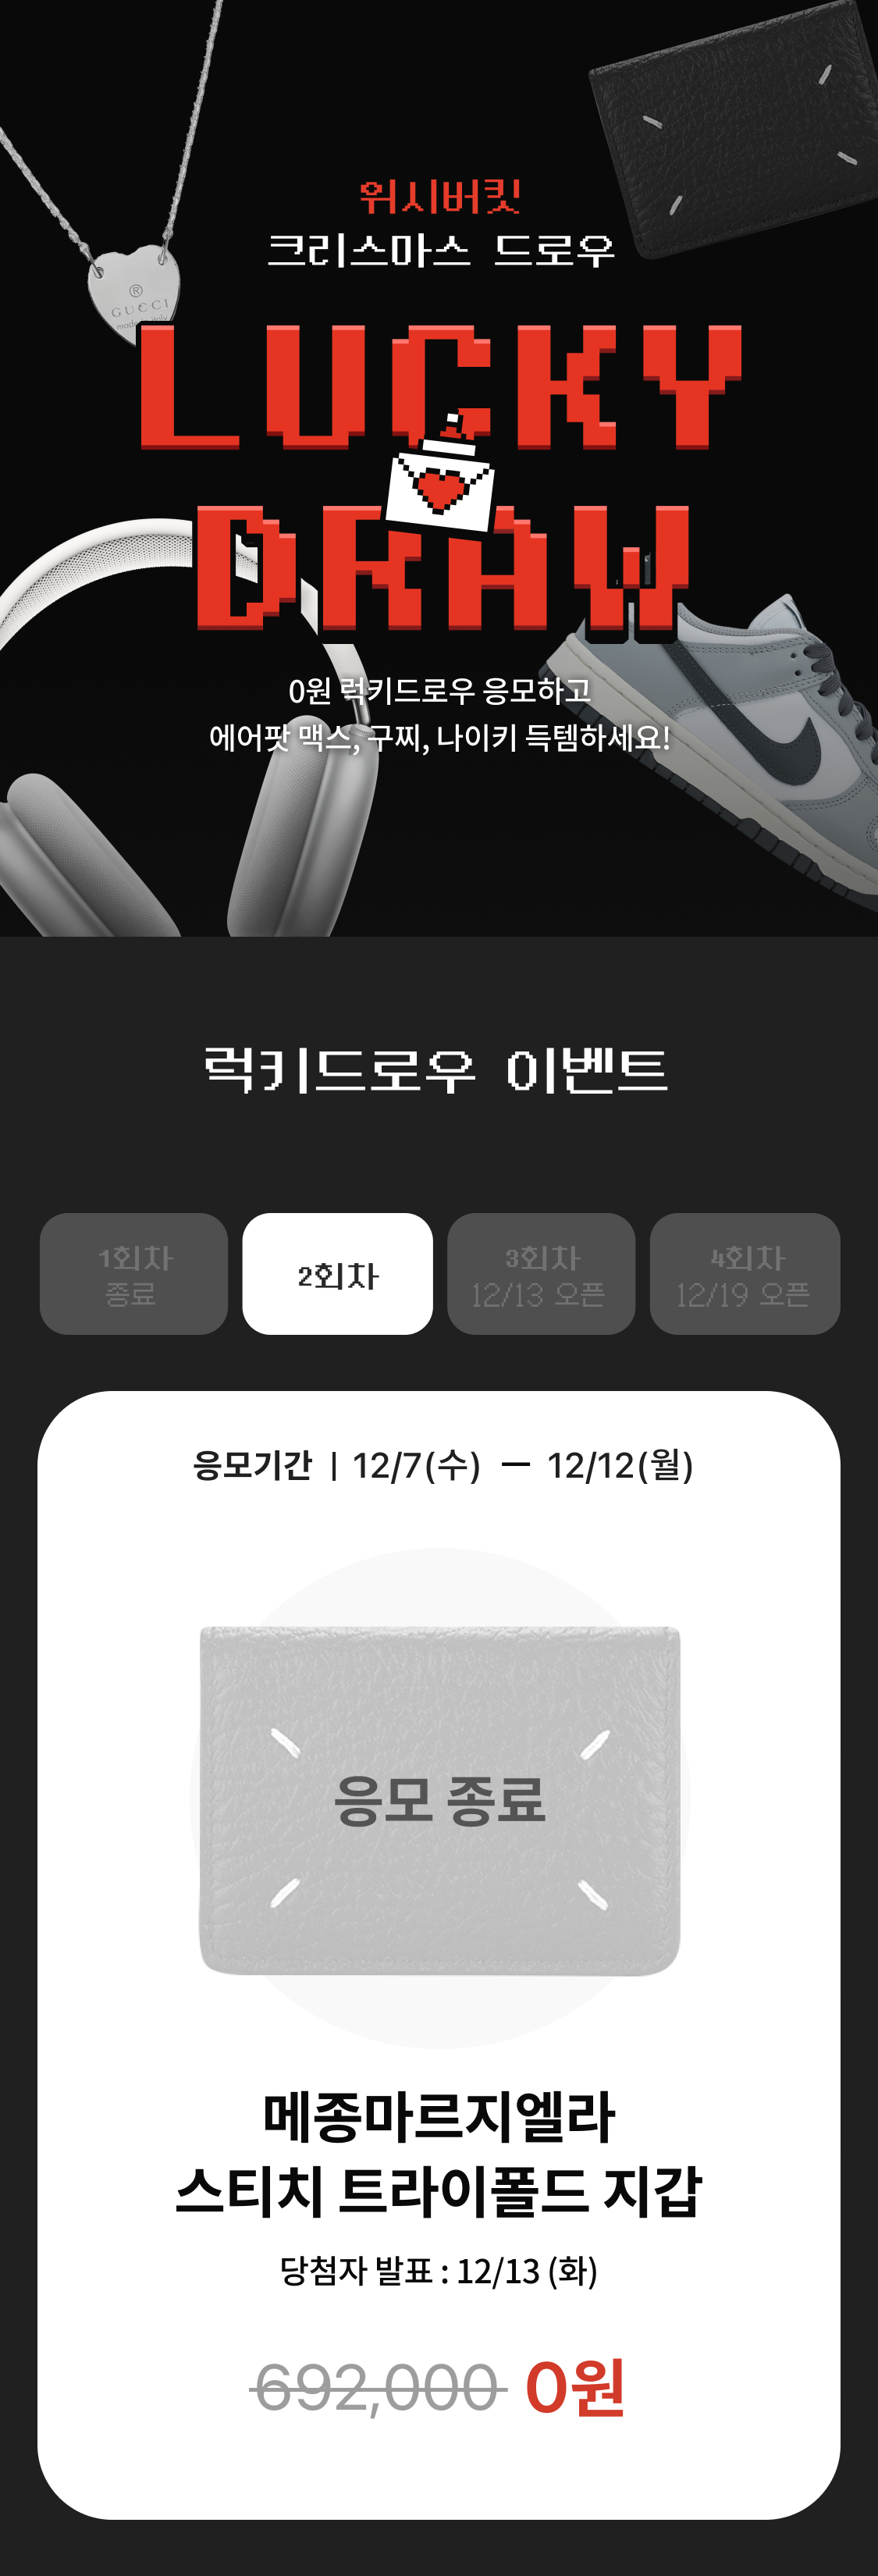 위시버킷
크리스마스 드로우
®
GUCCI
made in Italy
LUCKY
DRAW
0원 럭키드로우 응모하고
에어팟 맥스, 구찌, 나이키 득템하세요!
럭키드로우 이벤트
1회차
종료
2회차
3회차
12/13 오픈
4회차
12/19 오픈
응모기간 | 12/7(수) ー 12/12(월)
응모 종료
메종마르지엘라
스티치 트라이폴드 지갑
당첨자 발표 : 12/13 (화)
692,000 0원